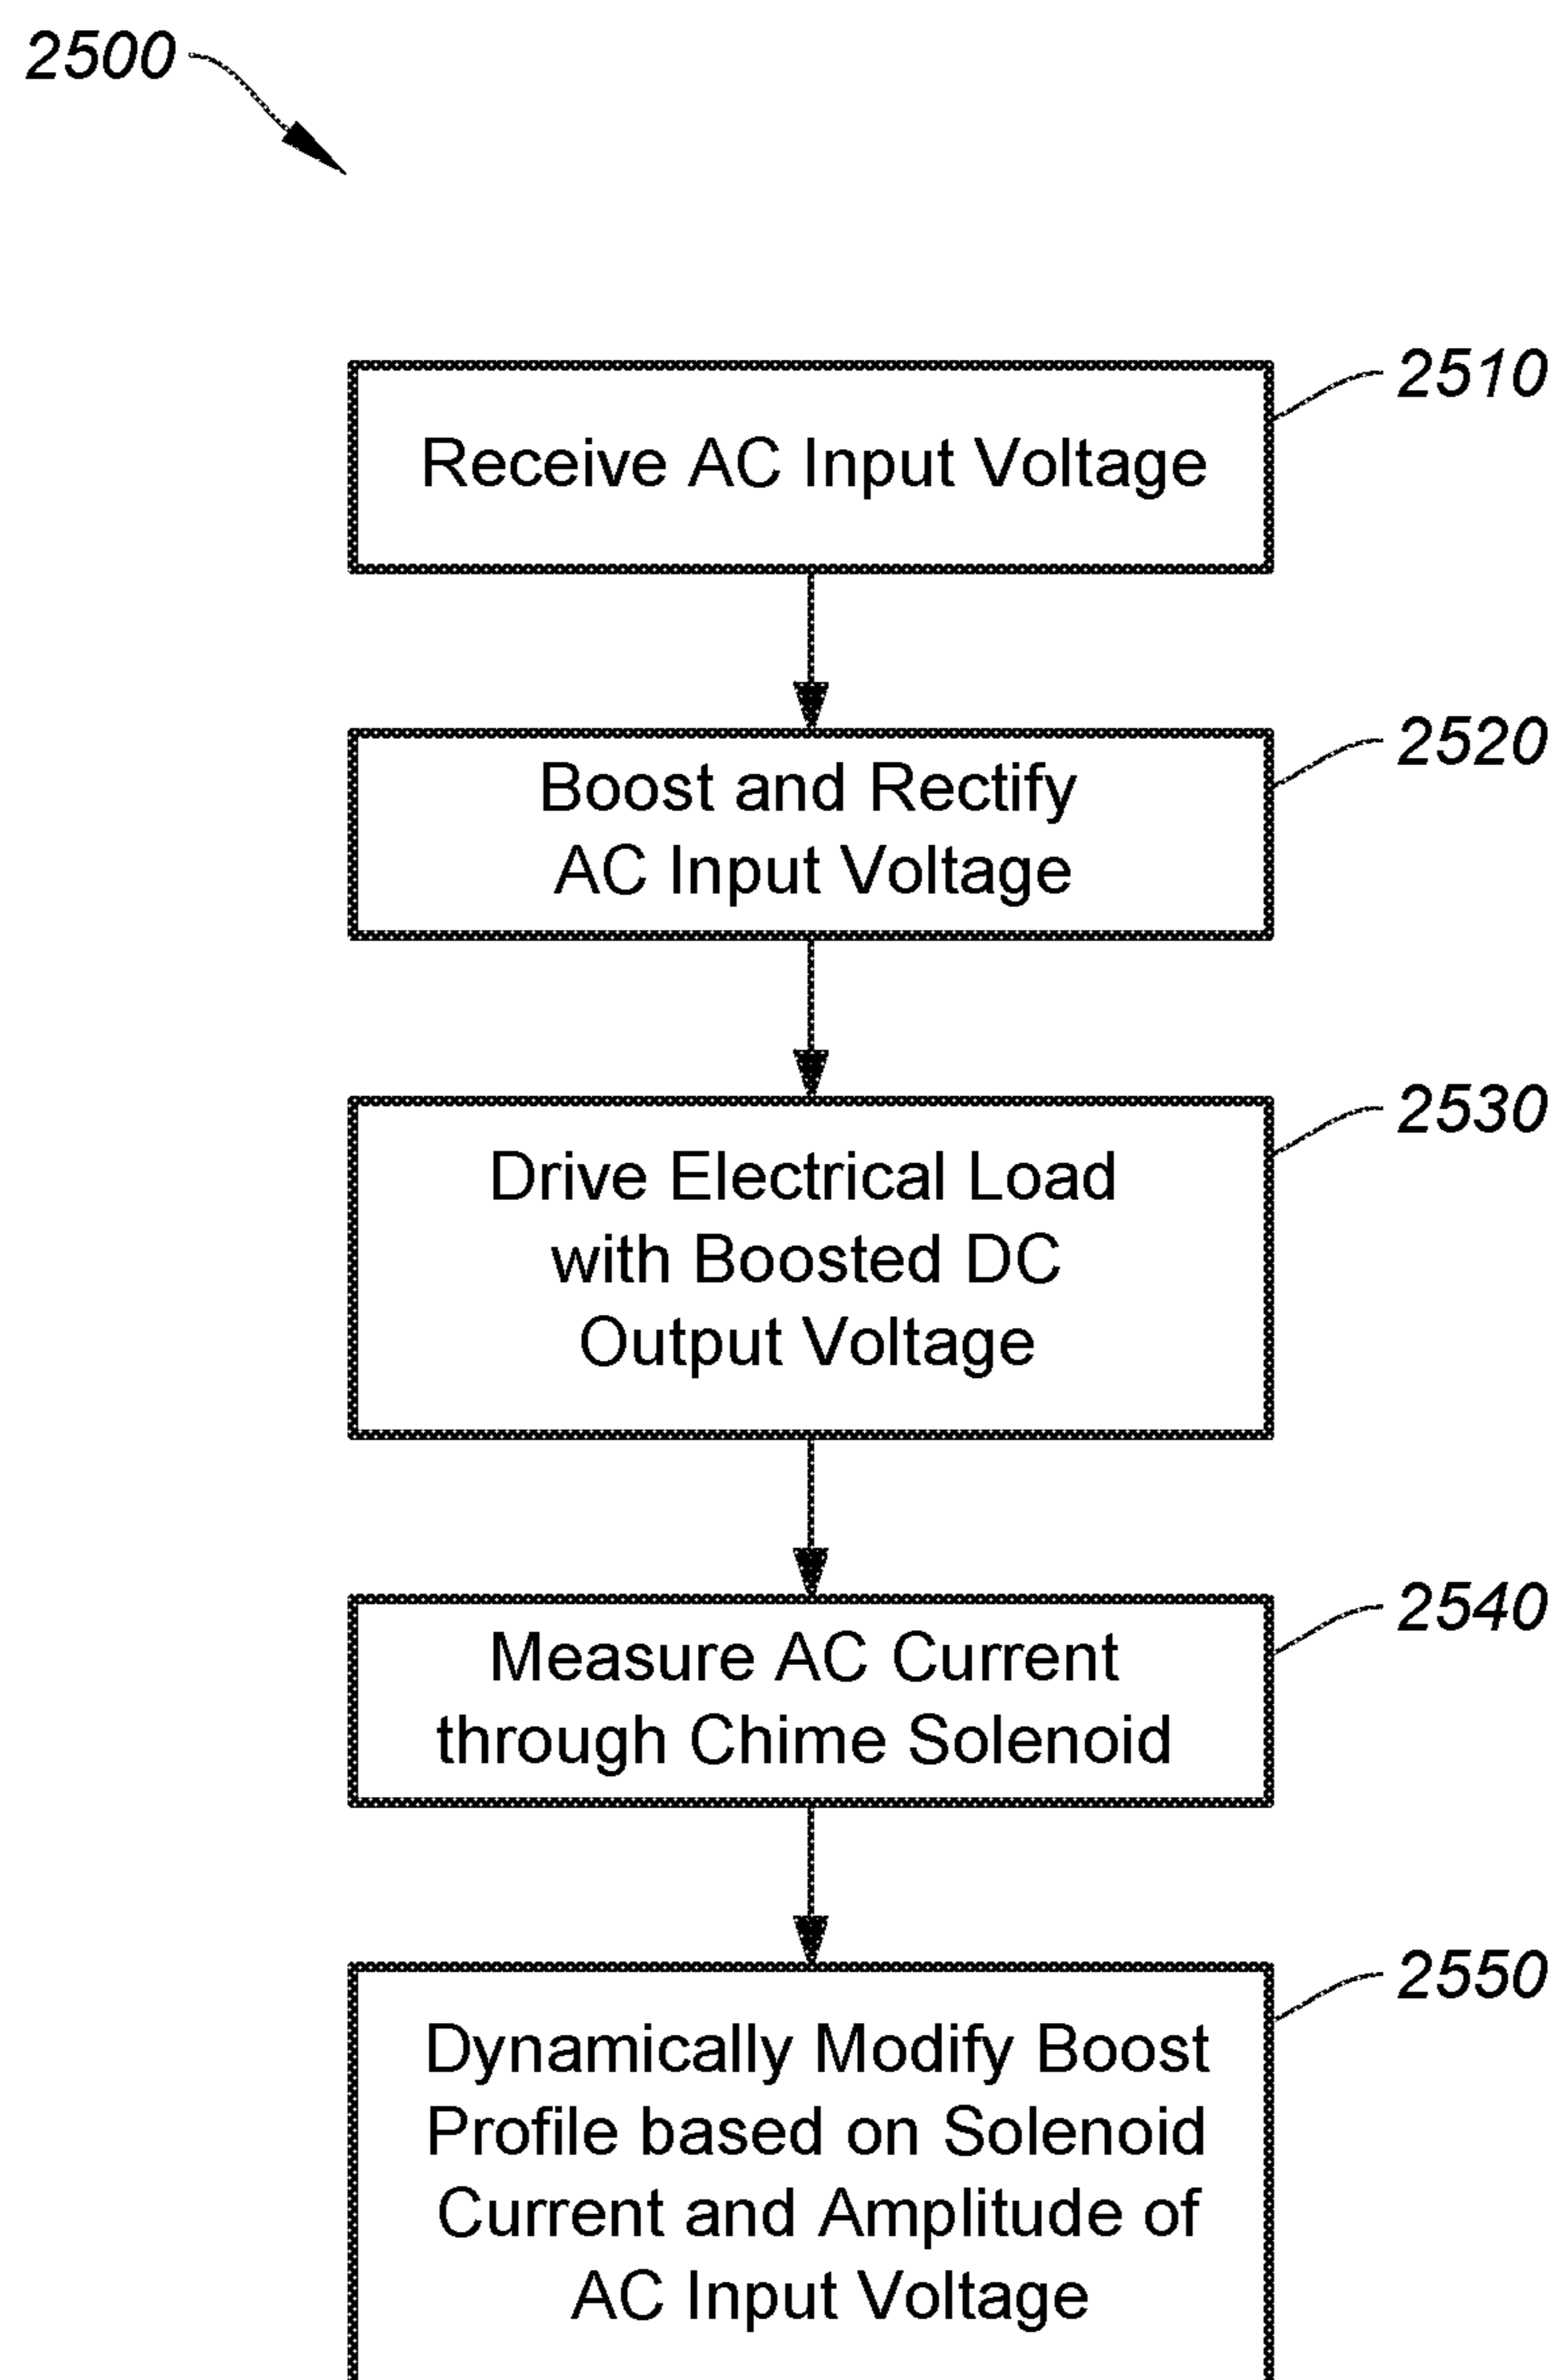 2500
2510
Receive AC Input Voltage
2520
Boost and Rectify
AC Input Voltage
2530
Drive Electrical Load
with Boosted DC
Output Voltage
2540
Measure AC Current
through Chime Solenoid
2550
Dynamically Modify Boost
Profile based on Solenoid
Current and Amplitude of
AC Input Voltage